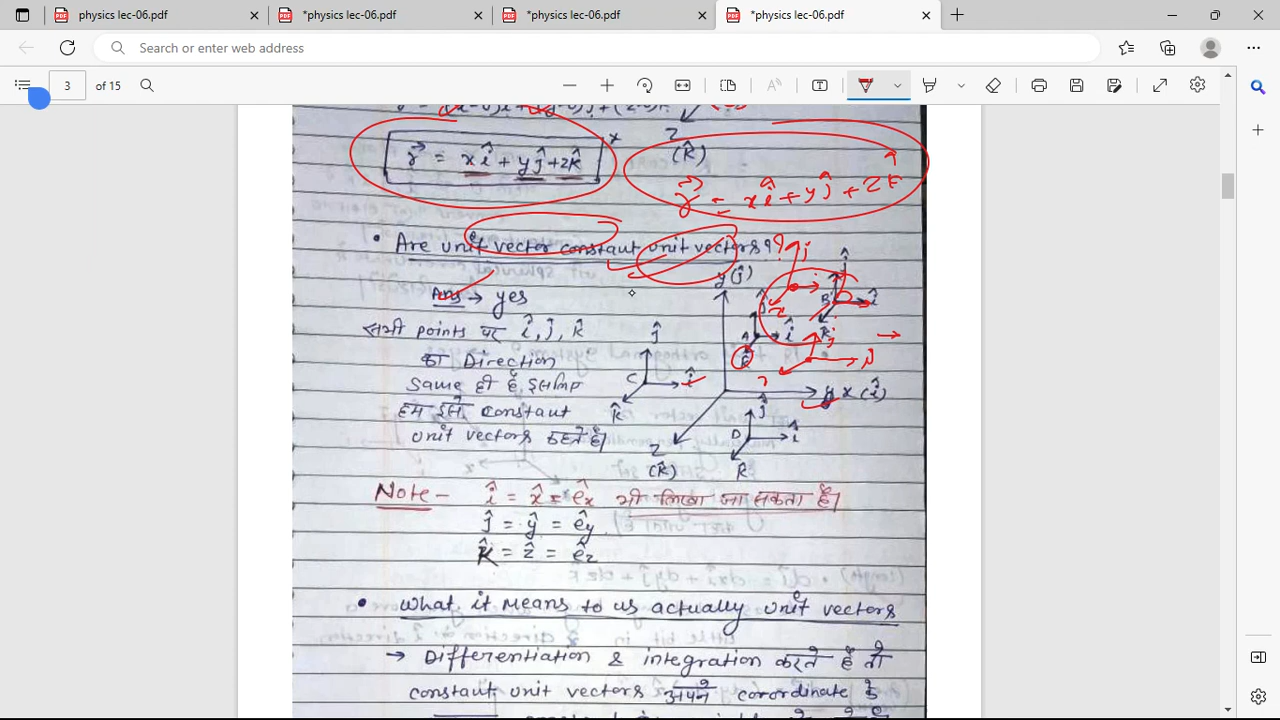 physics lec-06.pdf
*physics lec-06.pdf
*physics lec-06.pdf
*physics lec-06.pdf
Search or enter web address
3 of 15
Z
(k̂)
r⃗ = xî + yĵ + zk̂
r⃗ = xî + yĵ + zk̂
• Are unit vector constant unit vectors??
Ans → yes
y(ĵ)
सभी points पर î, ĵ, k̂
का Direction
same ही है इसलिए
हम इसे constant
unit vectors कहते हैं।
ĵ
C
î
k̂
A
î
ĵ
B
î
k̂
x(î)
ĵ
D
î
k
Z
(k̂)
Note - î = x̂ = êx भी लिखा जा सकता है।
ĵ = ŷ = êy
k̂ = ẑ = êz
• What it Means to us actually unit vectors
→ Differentiation & integration करते हैं तो
constant unit vectors coordinate